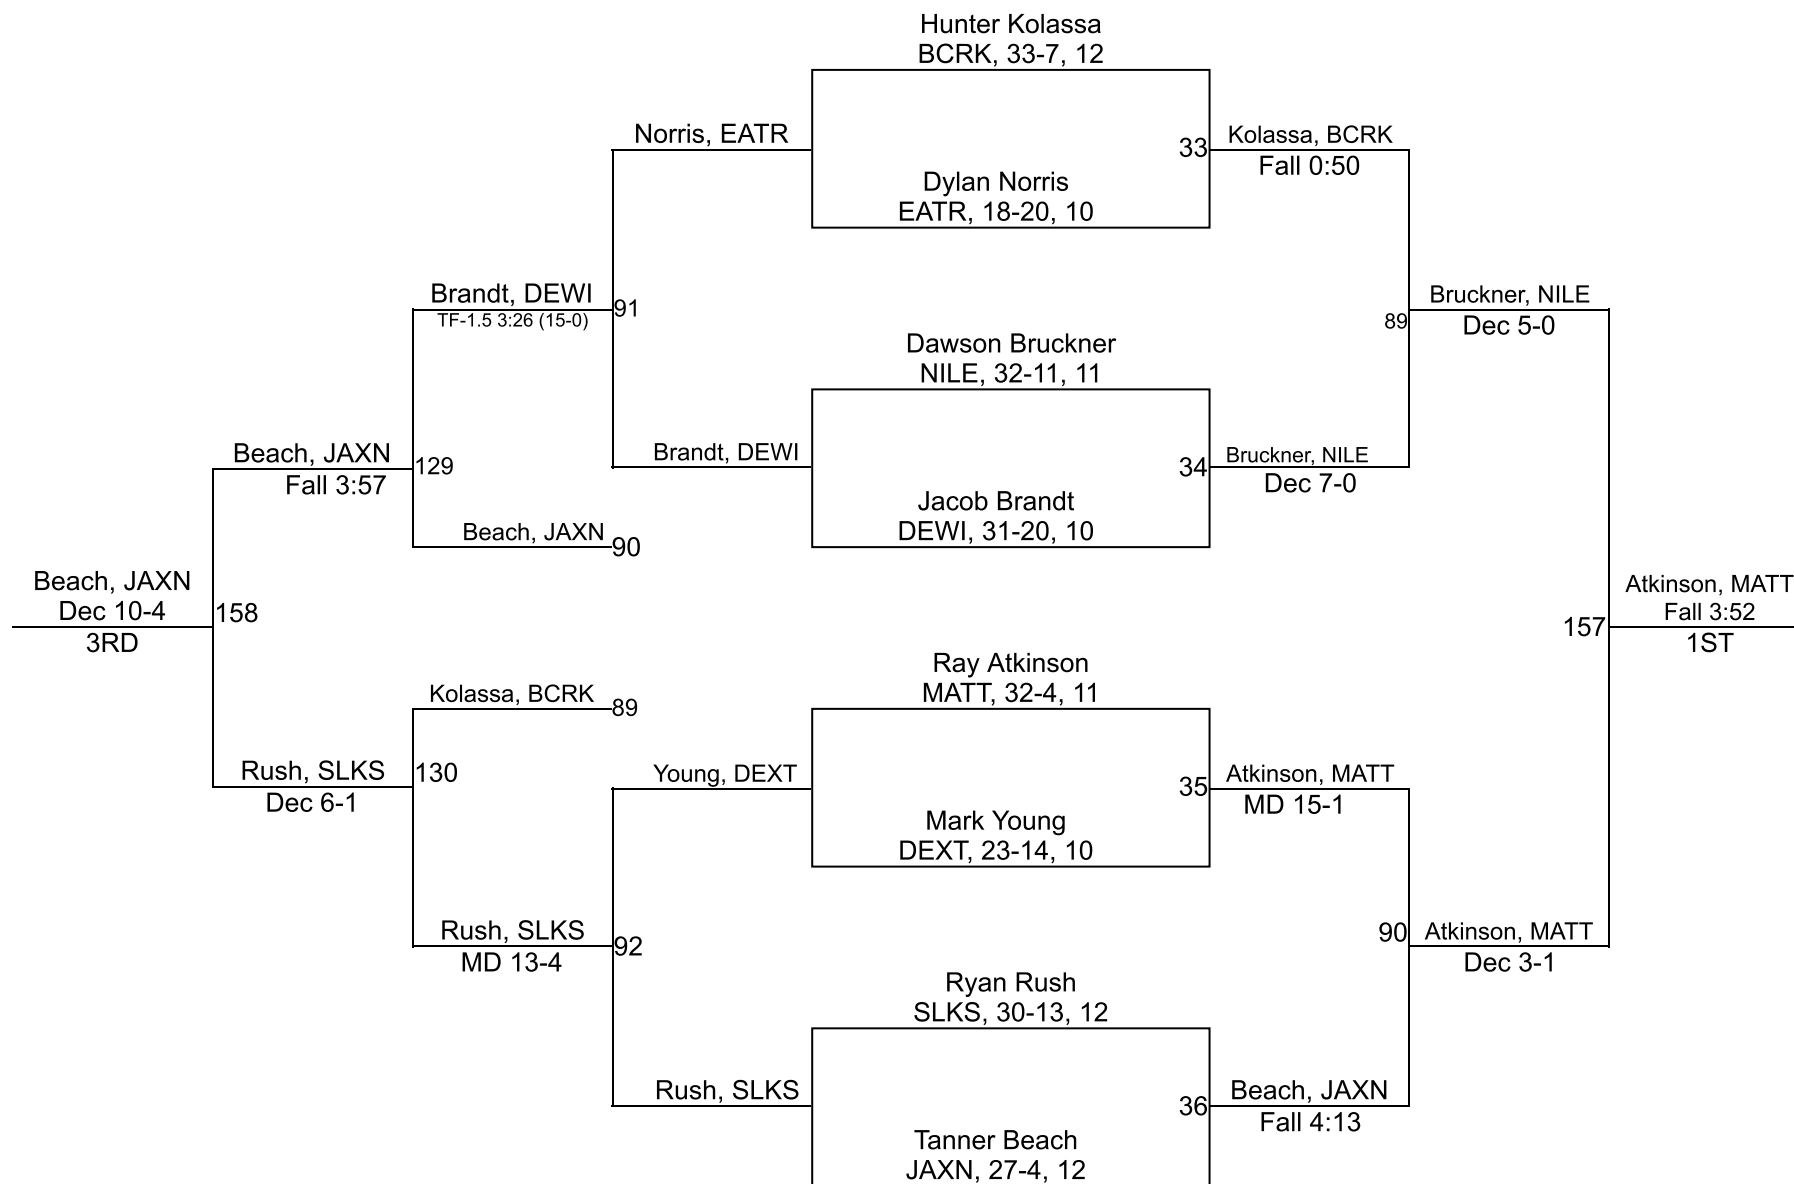 Hunter Kolassa
BCRK, 33-7, 12
Norris, EATR
33
Kolassa, BCRK
Fall 0:50
Dylan Norris
EATR, 18-20, 10
Brandt, DEWI
TF-1.5 3:26 (15-0)
91
89
Bruckner, NILE
Dec 5-0
Dawson Bruckner
NILE, 32-11, 11
Beach, JAXN
Fall 3:57
129
Brandt, DEWI
34
Bruckner, NILE
Dec 7-0
Jacob Brandt
DEWI, 31-20, 10
Beach, JAXN
90
Beach, JAXN
Dec 10-4
3RD
158
157
Atkinson, MATT
Fall 3:52
1ST
Ray Atkinson
MATT, 32-4, 11
Kolassa, BCRK
89
Rush, SLKS
Dec 6-1
130
Young, DEXT
35
Atkinson, MATT
MD 15-1
Mark Young
DEXT, 23-14, 10
Rush, SLKS
MD 13-4
92
90
Atkinson, MATT
Dec 3-1
Ryan Rush
SLKS, 30-13, 12
Rush, SLKS
36
Beach, JAXN
Fall 4:13
Tanner Beach
JAXN, 27-4, 12